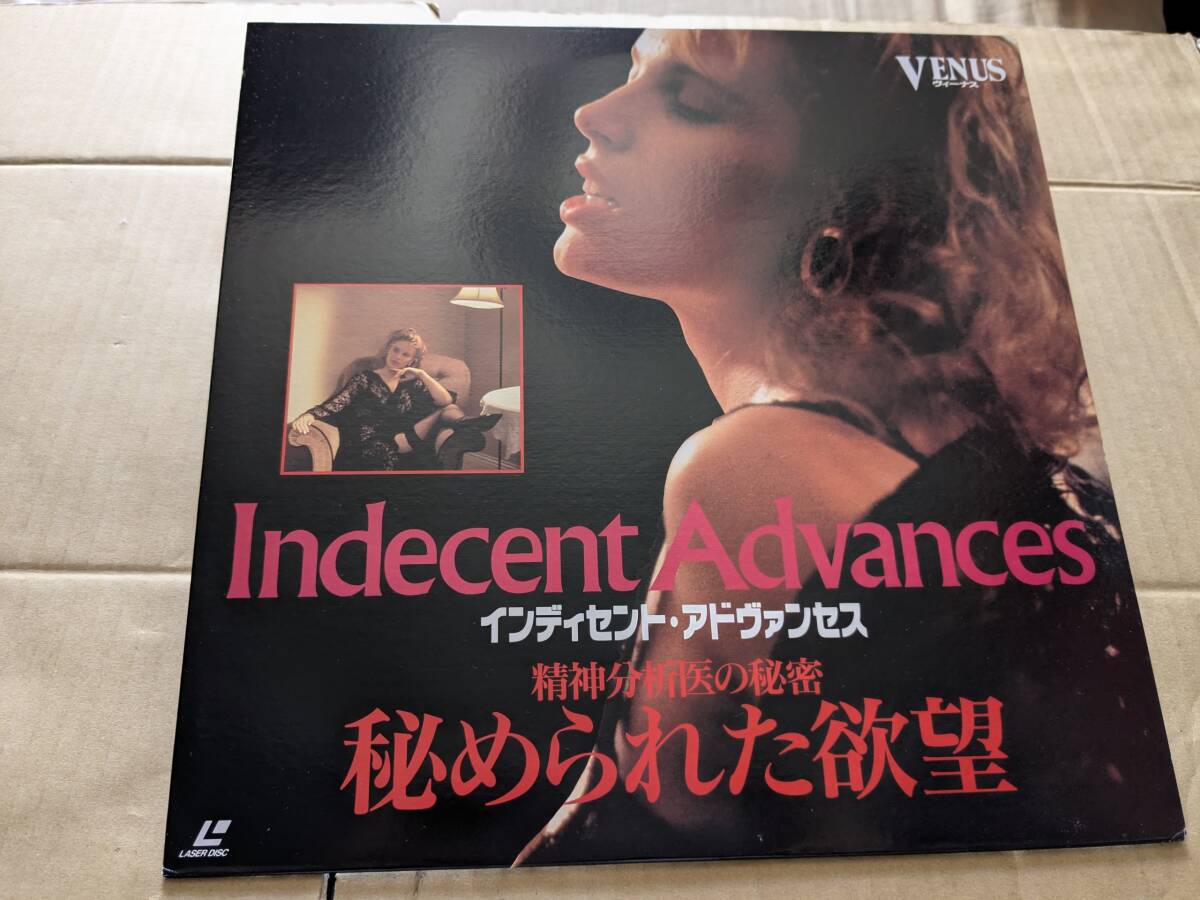 VENUS
ヴィーナス
Indecent Advances
インディセント・アドヴァンセス
精神分析医の秘密
秘められた欲望
LASER DISC